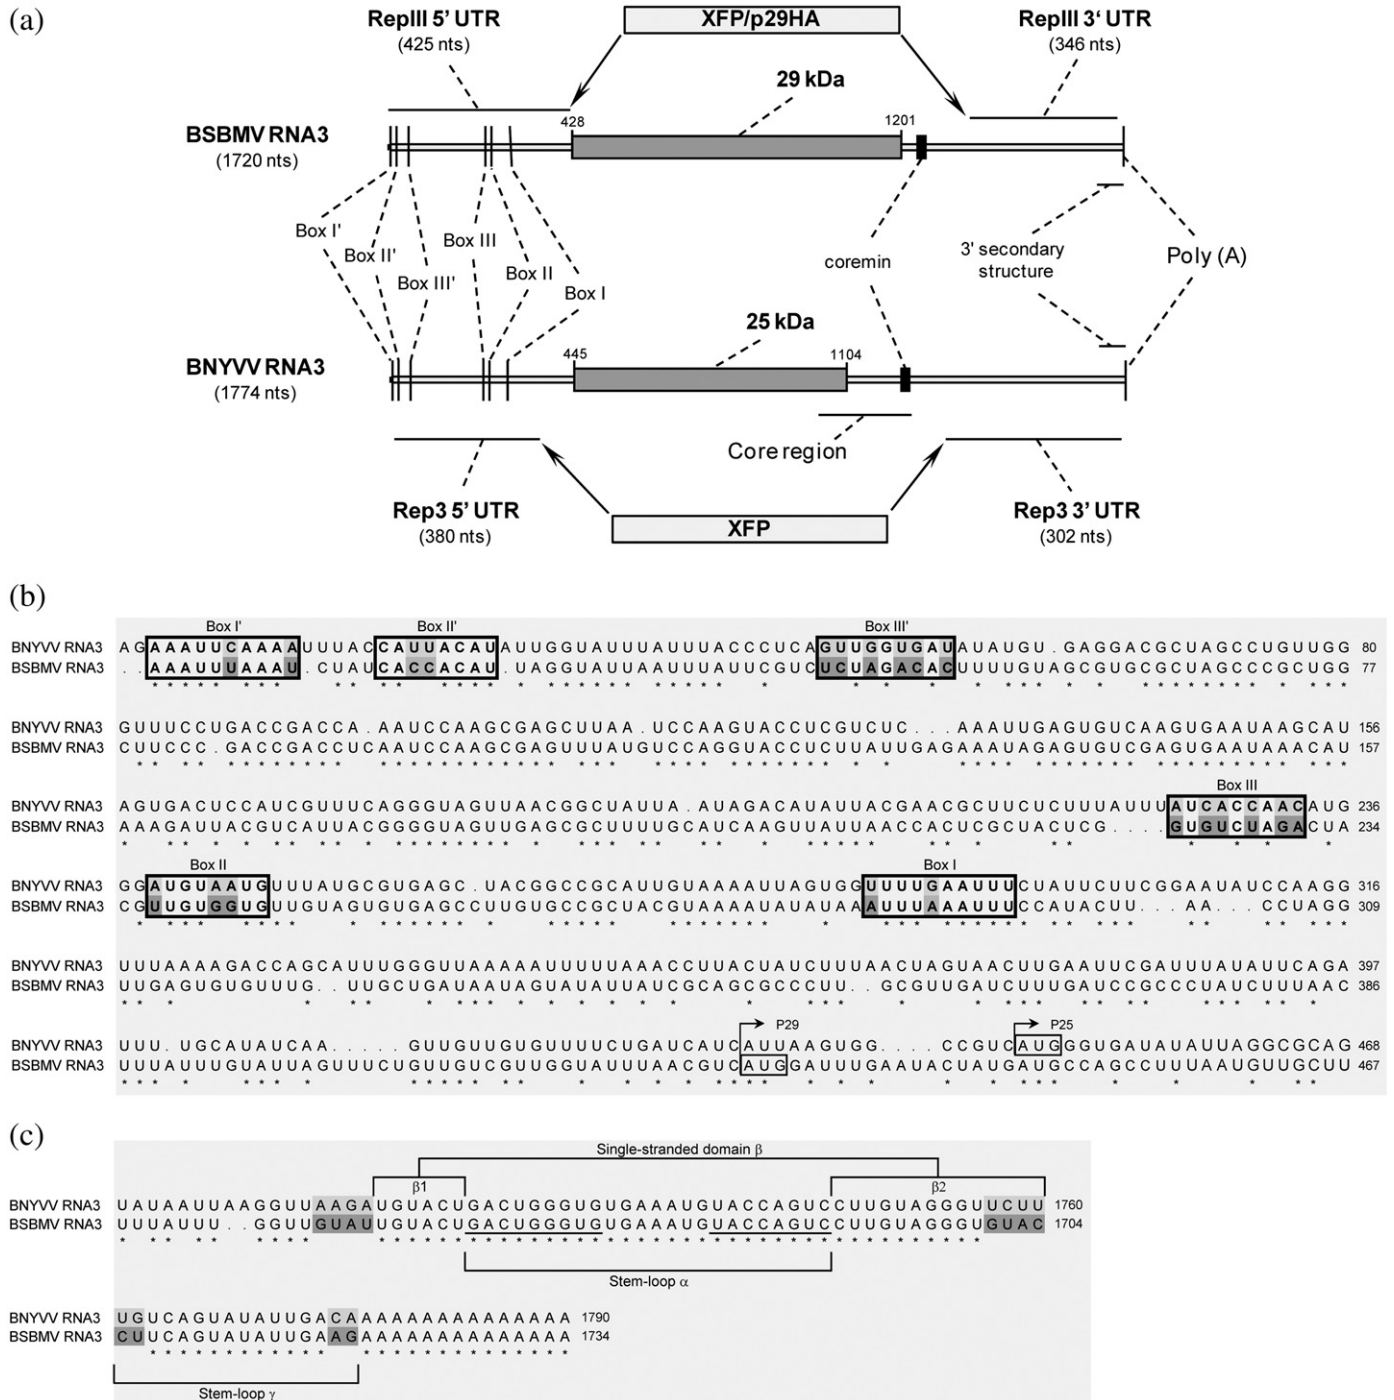 (a)
RepIII 5’ UTR
(425 nts)
XFP/p29HA
RepIII 3‘ UTR
(346 nts)
29 kDa
428
1201
BSBMV RNA3
(1720 nts)
Box I'
Box II'
Box III'
Box III
Box II
Box I
coremin
3' secondary
structure
Poly (A)
25 kDa
445
1104
BNYVV RNA3
(1774 nts)
Core region
Rep3 5’ UTR
(380 nts)
XFP
Rep3 3’ UTR
(302 nts)
(b)
Box I' Box II' Box III'
BNYVV RNA3 AGAAAUUCAAAAUUUACCAUUACAUAUUGGUAUUUAUUUACCCUCAGUUGGUGAUAUAUGU.GAGGACGUAGCCUGUUGG 80
BSBMV RNA3 ..AAAUUUAAAU.CUAUCACCACAU.UAGGUAUUAAUUUAUUCGUCUC.AGACACUUUUGUAGCGUGCGCUAGCCCGCUGG 77
BNYVV RNA3 GUUUCCUGACCGACCA.AAUCCAAGCGAGCUUAA.UCCAAGUACCUCGUCUC...AAAUUGAGUGUCAAGUGAAUAAGCAU 156
BSBMV RNA3 CUUCCC.GACCGACCUCAAUCCAAGCGAGUUUAUGUCCAGGUACCUCUUAUUGAGAAAUAGAGUGUCGAGUGAAUAAACAU 157
Box III
BNYVV RNA3 AGUGACUCCAUCGUUUCAGGGUAGUUAACGGCUAUUA.AUAGACAUAUUACGAACGCUUCUCUUUAUUUAUCACCAACAUG 236
BSBMV RNA3 AAAGAUUACGUCAUUACGGGGUAGUUGAGCGCUUUUGCAUCAAGUUAUUAACCACUCGCUACUCG....GUGUCUAGACUA 234
Box II Box I
BNYVV RNA3 GGAUGUAAUGUUUAUGCGUGAGC.UACGGCCGCAUUGUAAAAUUAGUGGUUUUGAAUUUCUAUUCUUCGGAAUAUCCAAGG 316
BSBMV RNA3 CGUUGUGGUGUUGUAGUGUGAGCCUUGUGCCGCUACGUAAAAUAUAUAAAUUUAAAUUUCCAUACUU...AA...CCUAGG 309
BNYVV RNA3 UUUAAAAGACCAGCAUUUGGGUUAAAAAUUUUUAAACCUUACUAUCUUUAACUAGUAACUUGAAUUCGAUUUAUAUUCAGA 397
BSBMV RNA3 UUGAGUGUGUUUG..UUGCUGAUAAUAGUAUAUUAUCGCAGCGCCCUU..GCGUUGAUCUUUGAUCCGCCCUAUCUUUAAC 386
P29 P25
BNYVV RNA3 UUU.UGCAUAUCAA.....GUUGUUGUGUUUUCUGAUCAUCAUUAAGUGG....CCGUCAUGGGUGAUAUAUUAGGCGCAG 468
BSBMV RNA3 UUUAUUUGUAUUAGUUUCUGUUGUUGGUAUUUAUUAACGUCAUGGAUUUGAAUACUAUGAUGCCAGCCUUUAAUGUUGCUU 467
(c)
Single-stranded domain β
β1 β2
BNYVV RNA3 UAUAAUUAAGGUUAAGAUGUACUGACUGGGUGUGAAAUGUACCAGUCCUUGUAGGGUUCUU 1760
BSBMV RNA3 UUUAUUU..GGUUGUAUUGUACUGACUGGGUGUGAAAUGUACCAGUCCUUGUAGGGUGUAC 1704
Stem-loop α
BNYVV RNA3 UGUCAGUAUAUUGACAAAAAAAAAAAAAAA 1790
BSBMV RNA3 CUUCAGUAUAUUGAAGAAAAAAAAAAAAAA 1734
Stem-loop γ